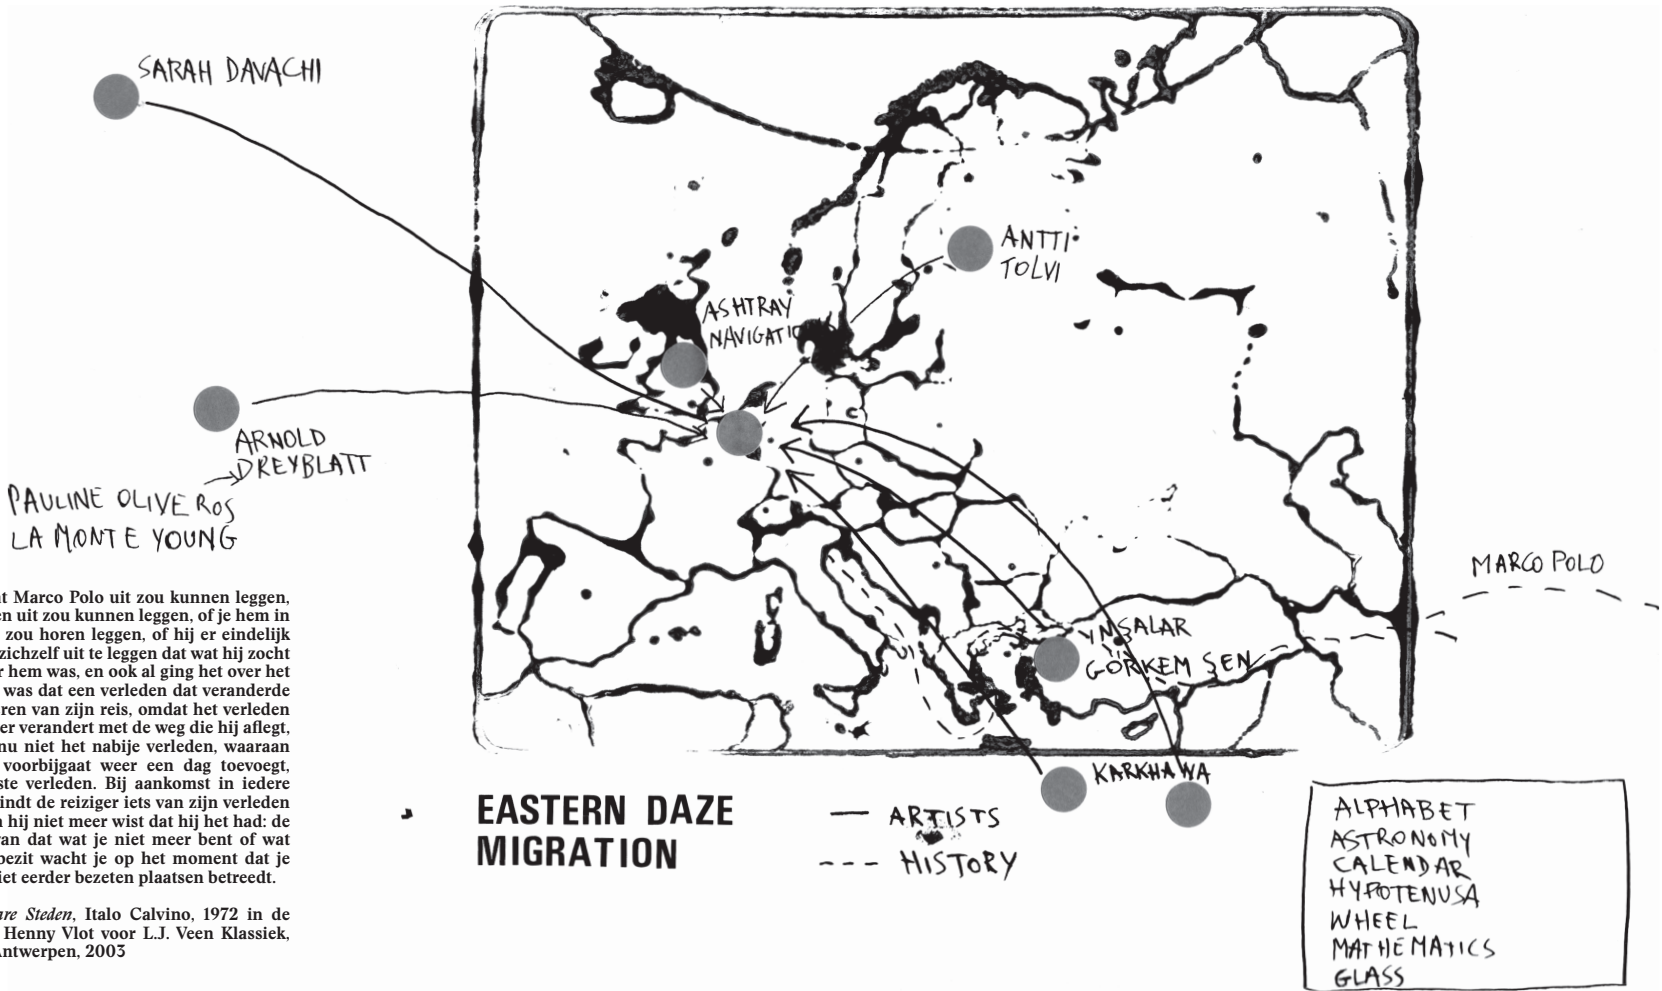 SARAH DAVACHI
ANTTI
TOLVI
ASHTRAY
NAVIGATIO
ARNOLD
DREYBLATT
PAULINE OLIVEROS
LA MONTE YOUNG
MARCO POLO
YMŞALAR
GÖRKEM ŞEN
KARKHAWA
t Marco Polo uit zou kunnen leggen,
en uit zou kunnen leggen, of je hem in
zou horen leggen, of hij er eindelijk
zichzelf uit te leggen dat wat hij zocht
r hem was, en ook al ging het over het
was dat een verleden dat veranderde
ren van zijn reis, omdat het verleden
er verandert met de weg die hij aflegt,
nu niet het nabije verleden, waaraan
voorbijgaat weer een dag toevoegt,
ste verleden. Bij aankomst in iedere
indt de reiziger iets van zijn verleden
n hij niet meer wist dat hij het had: de
van dat wat je niet meer bent of wat
bezit wacht je op het moment dat je
iet eerder bezeten plaatsen betreedt.
are Steden, Italo Calvino, 1972 in de
Henny Vlot voor L.J. Veen Klassiek,
Antwerpen, 2003
EASTERN DAZE
MIGRATION
— ARTISTS
--- HISTORY
ALPHABET
ASTRONOMY
CALENDAR
HYPOTENUSA
WHEEL
MATHEMATICS
GLASS